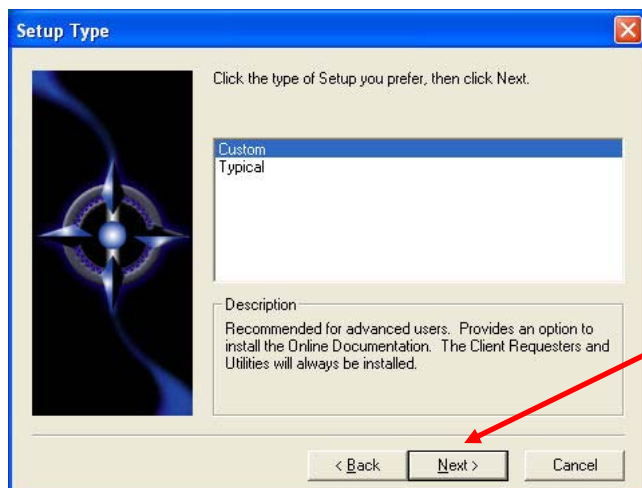 Setup Type
Click the type of Setup you prefer, then click Next.
Custom
Typical
Description
Recommended for advanced users. Provides an option to
install the Online Documentation. The Client Requesters and
Utilities will always be installed.
< Back Next > Cancel